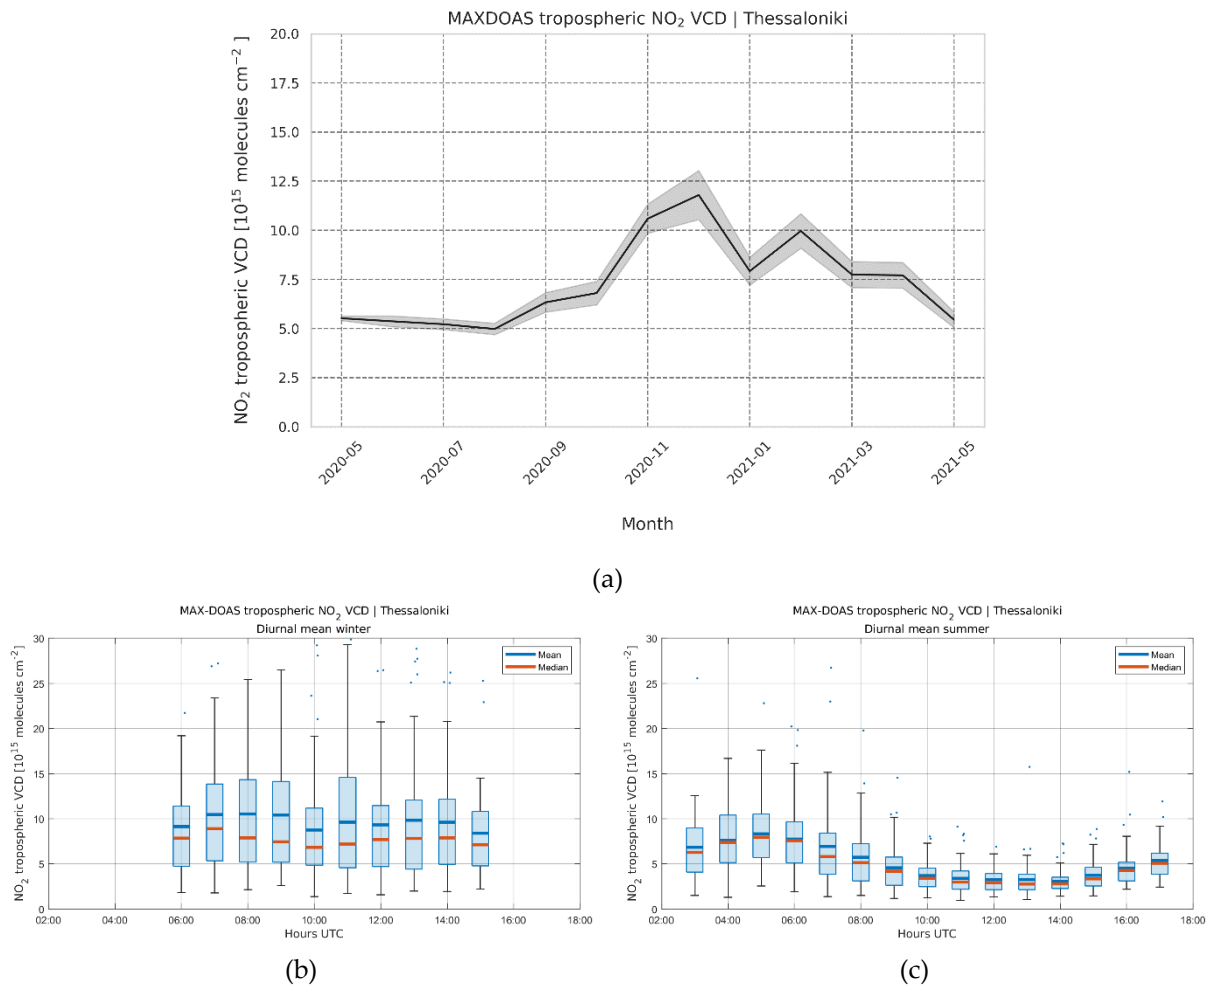 MAXDOAS tropospheric NO₂ VCD | Thessaloniki
NO₂ tropospheric VCD [10¹⁵ molecules cm⁻² ]
20.0
17.5
15.0
12.5
10.0
7.5
5.0
2.5
0.0
2020-05
2020-07
2020-09
2020-11
2021-01
2021-03
2021-05
Month
(a)
MAX-DOAS tropospheric NO₂ VCD | Thessaloniki
Diurnal mean winter
NO₂ tropospheric VCD [10¹⁵ molecules cm⁻²]
30
25
20
15
10
5
0
Mean
Median
02:00 04:00 06:00 08:00 10:00 12:00 14:00 16:00 18:00
Hours UTC
(b)
MAX-DOAS tropospheric NO₂ VCD | Thessaloniki
Diurnal mean summer
NO₂ tropospheric VCD [10¹⁵ molecules cm⁻²]
30
25
20
15
10
5
0
Mean
Median
02:00 04:00 06:00 08:00 10:00 12:00 14:00 16:00 18:00
Hours UTC
(c)